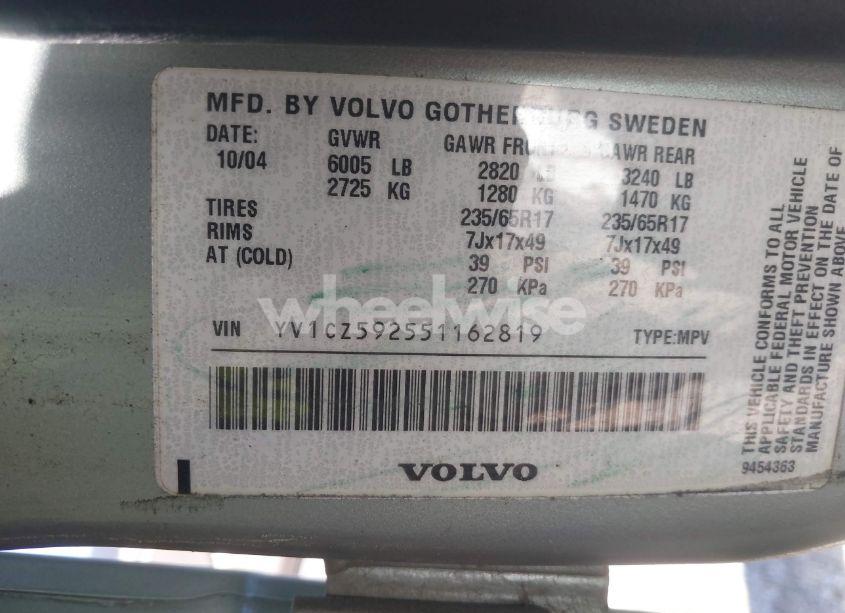 MFD. BY VOLVO GOTHENBURG SWEDEN
DATE: GVWR GAWR FRONT GAWR REAR
10/04 6005 LB 2820 LB 3240 LB
2725 KG 1280 KG 1470 KG
TIRES 235/65R17 235/65R17
RIMS 7Jx17x49 7Jx17x49
AT (COLD) 39 PSI 39 PSI
270 KPa 270 KPa
wheelwise
VIN YV1CZ592551162819 TYPE:MPV
VOLVO
THIS VEHICLE CONFORMS TO ALL
APPLICABLE FEDERAL MOTOR VEHICLE
SAFETY AND THEFT PREVENTION
STANDARDS IN EFFECT ON THE DATE OF
MANUFACTURE SHOWN ABOVE
9454363